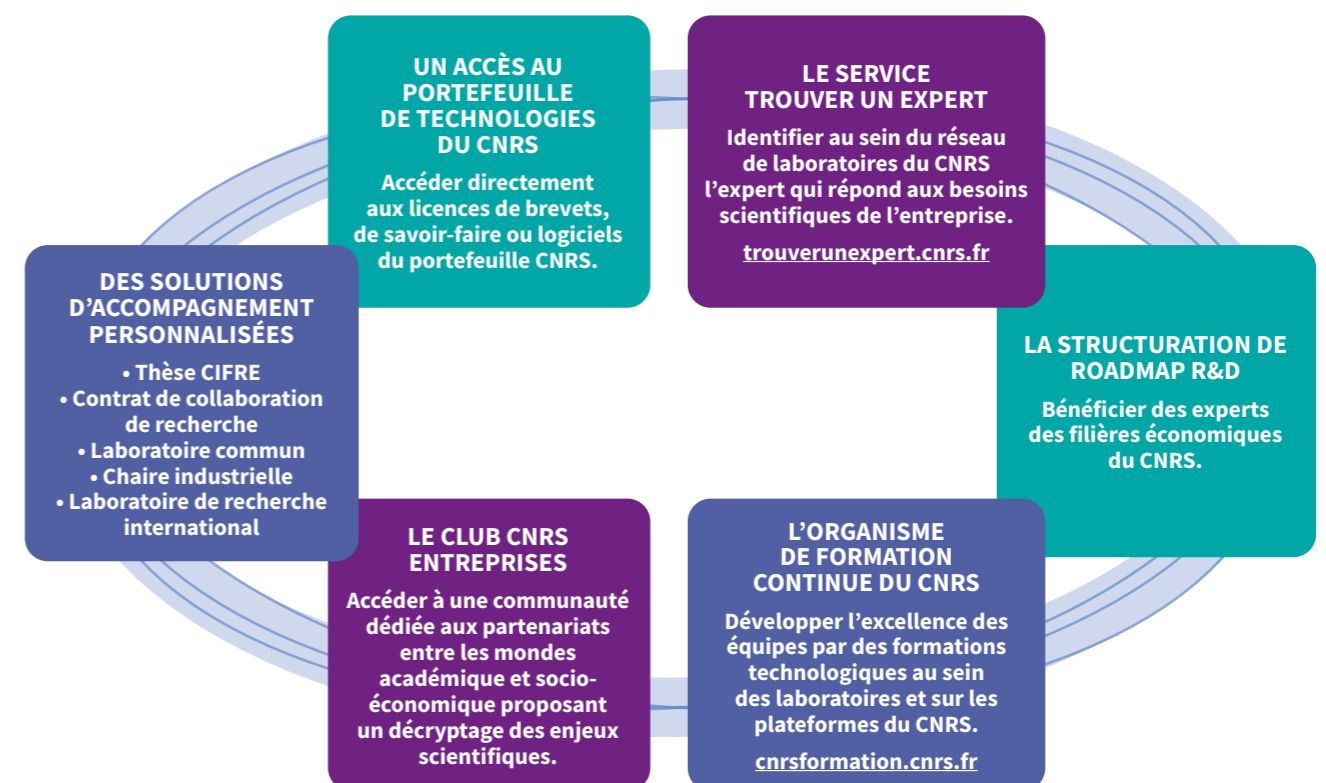 UN ACCÈS AU
PORTEFEUILLE
DE TECHNOLOGIES
DU CNRS
Accéder directement
aux licences de brevets,
de savoir-faire ou logiciels
du portefeuille CNRS.
LE SERVICE
TROUVER UN EXPERT
Identifier au sein du réseau
de laboratoires du CNRS
l’expert qui répond aux besoins
scientifiques de l’entreprise.
trouverunexpert.cnrs.fr
DES SOLUTIONS
D’ACCOMPAGNEMENT
PERSONNALISÉES
• Thèse CIFRE
• Contrat de collaboration
de recherche
• Laboratoire commun
• Chaire industrielle
• Laboratoire de recherche
international
LA STRUCTURATION DE
ROADMAP R&D
Bénéficier des experts
des filières économiques
du CNRS.
LE CLUB CNRS
ENTREPRISES
Accéder à une communauté
dédiée aux partenariats
entre les mondes
académique et socio-
économique proposant
un décryptage des enjeux
scientifiques.
L’ORGANISME
DE FORMATION
CONTINUE DU CNRS
Développer l’excellence des
équipes par des formations
technologiques au sein
des laboratoires et sur les
plateformes du CNRS.
cnrsformation.cnrs.fr